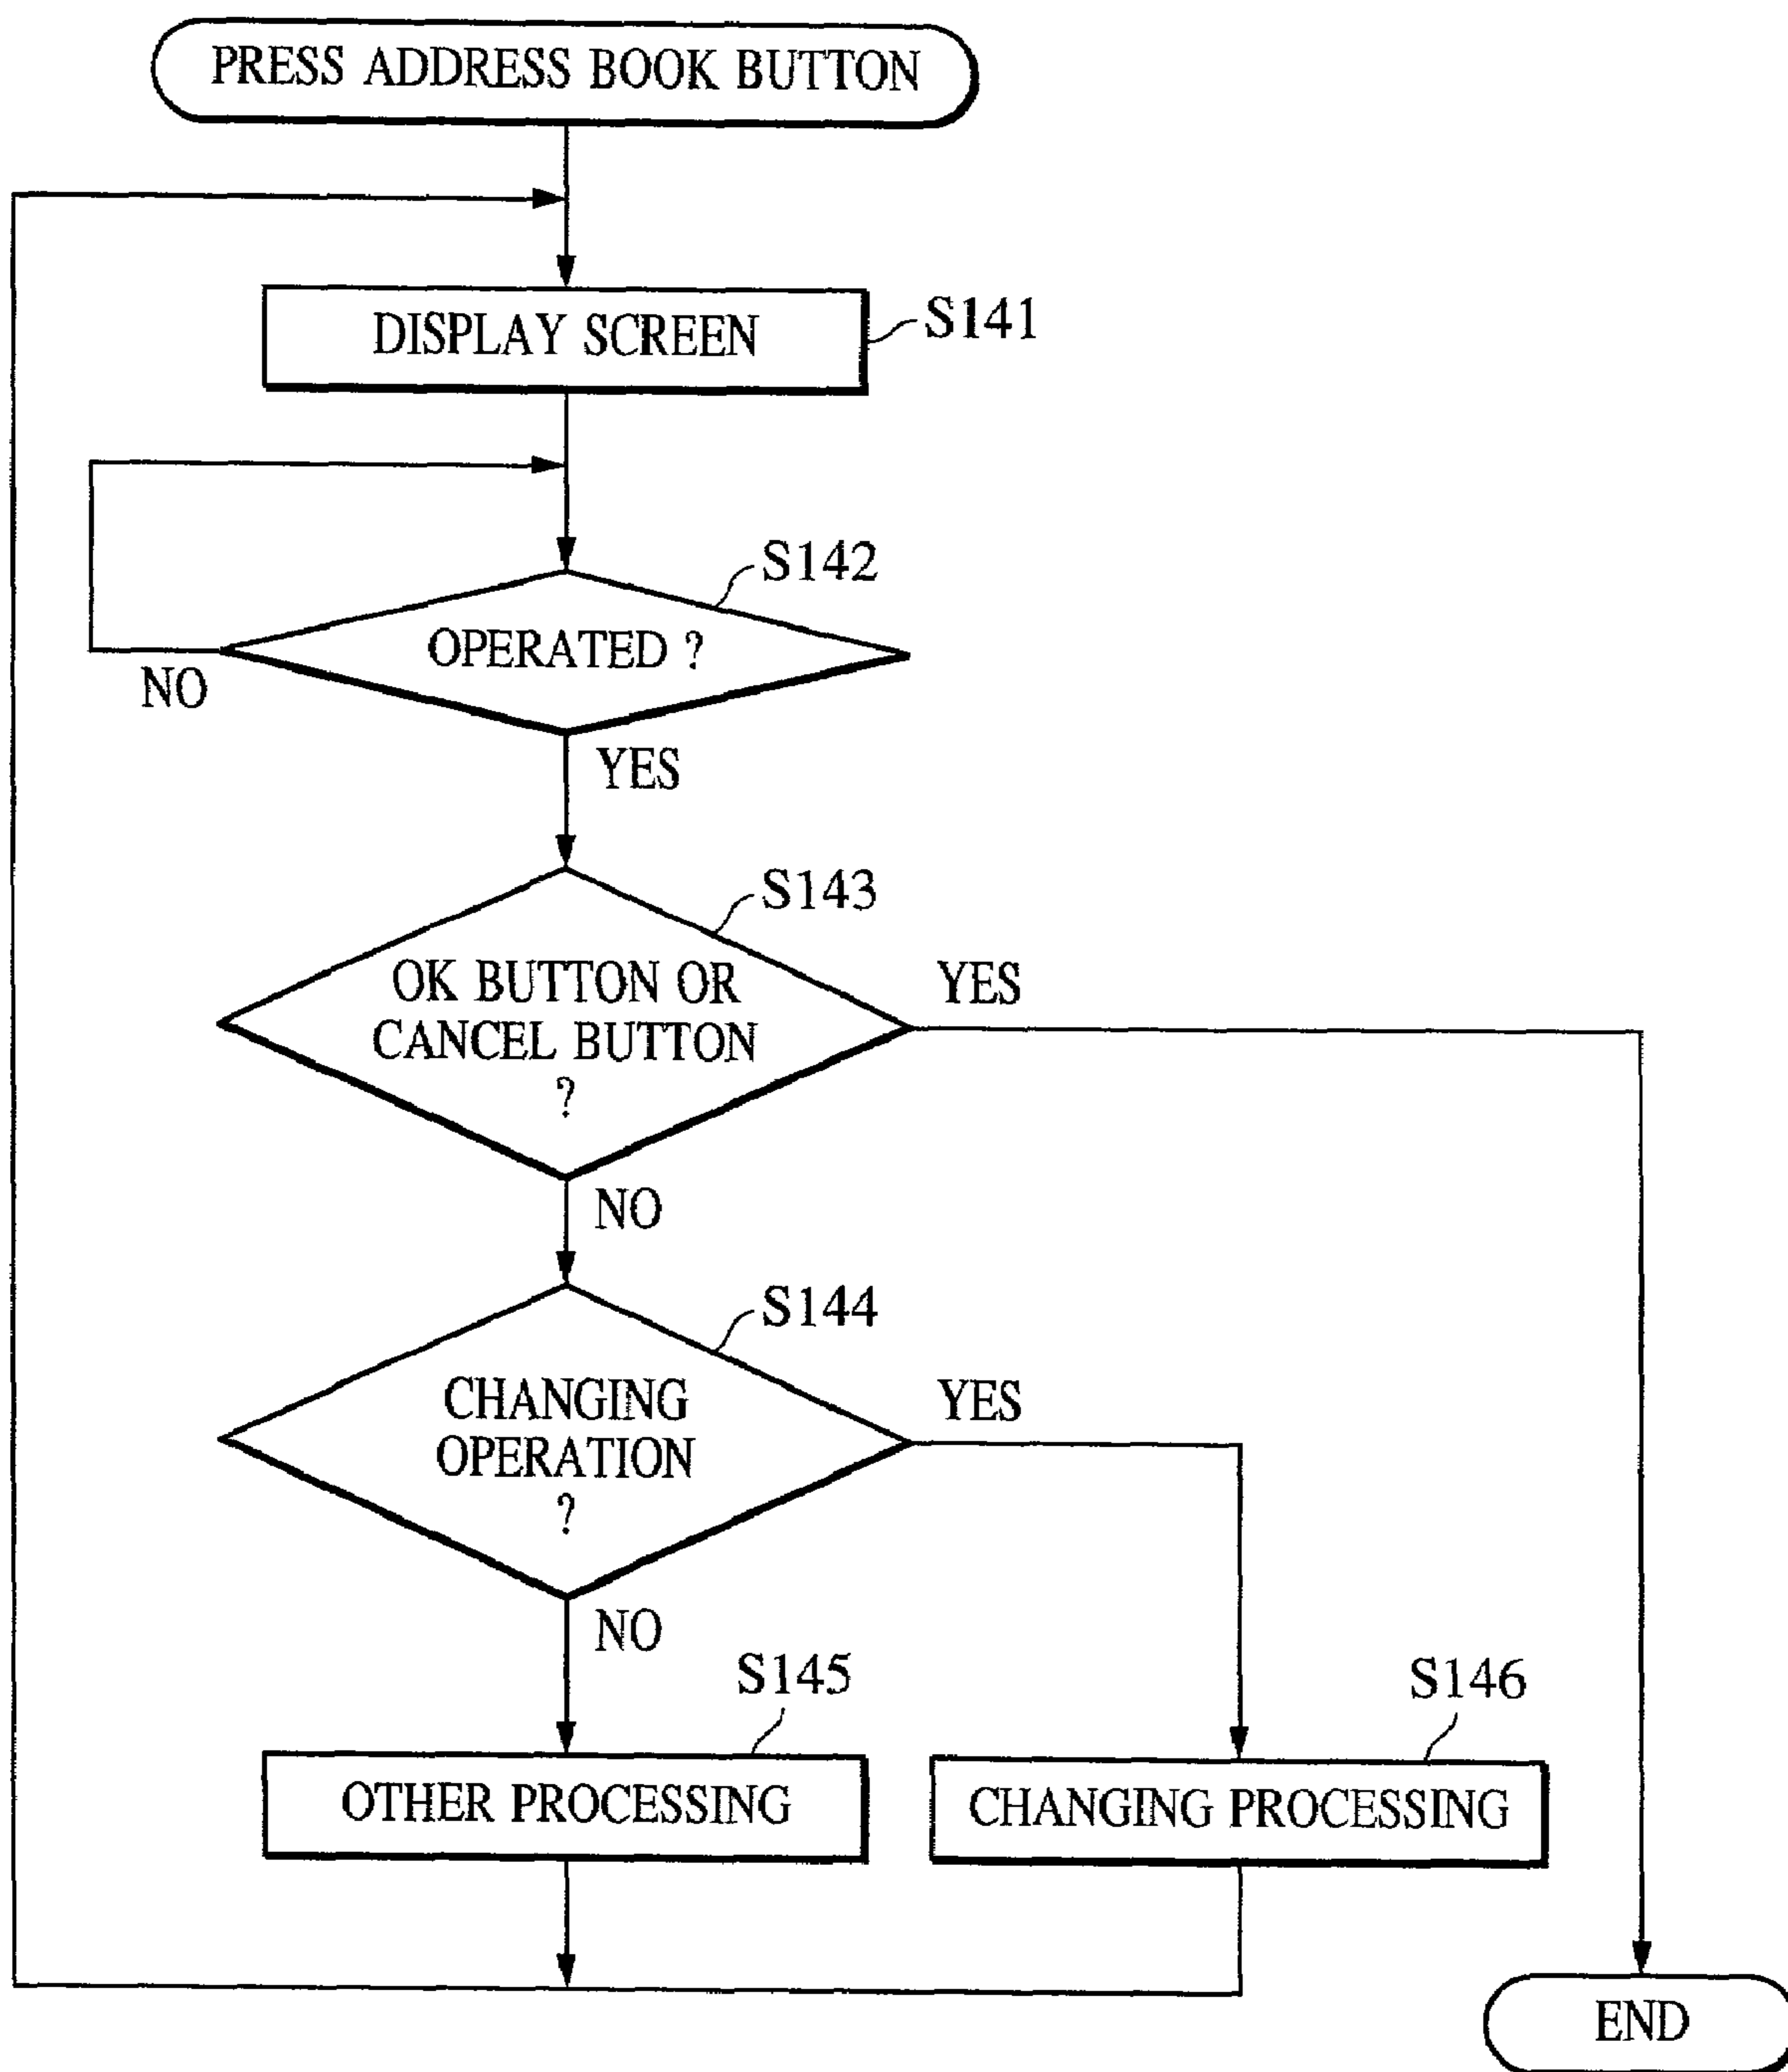 PRESS ADDRESS BOOK BUTTON
DISPLAY SCREEN
S141
S142
OPERATED ?
NO
YES
S143
OK BUTTON OR
CANCEL BUTTON
?
YES
NO
S144
CHANGING
OPERATION
?
YES
NO
S145
S146
OTHER PROCESSING
CHANGING PROCESSING
END